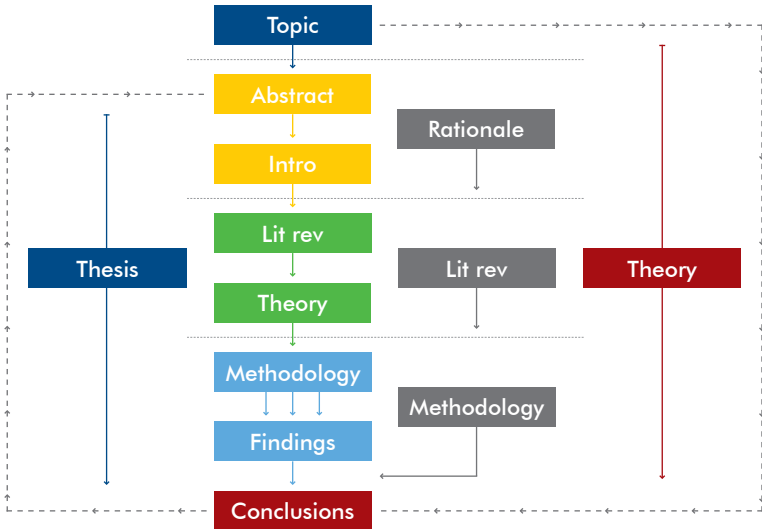 Topic
Abstract
Rationale
Intro
Lit rev
Thesis
Lit rev
Theory
Theory
Methodology
Methodology
Findings
Conclusions